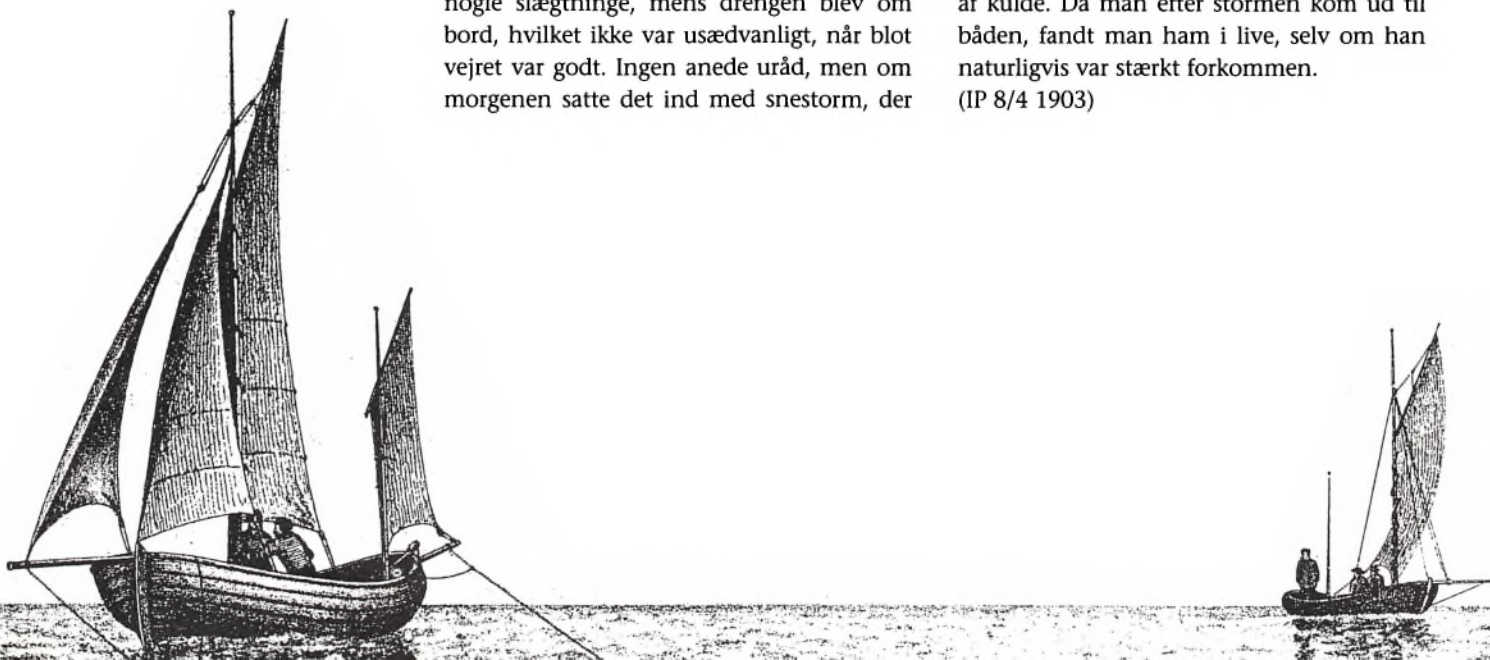 nogle slægtninge, mens drengen blev om
bord, hvilket ikke var usædvanligt, når blot
vejret var godt. Ingen anede uråd, men om
morgenen satte det ind med snestorm, der
af kulde. Da man efter stormen kom ud til
båden, fandt man ham i live, selv om han
naturligvis var stærkt forkommen.
(IP 8/4 1903)